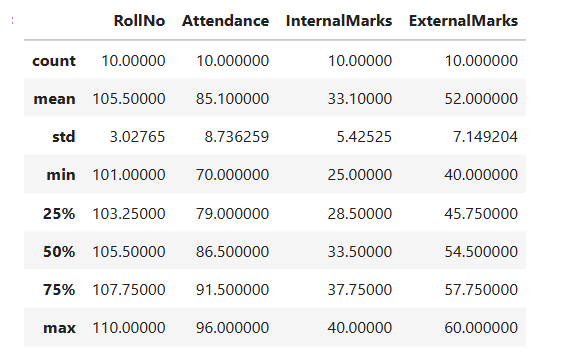 RollNo Attendance InternalMarks ExternalMarks
count 10.00000 10.000000 10.00000 10.000000
mean 105.50000 85.100000 33.10000 52.000000
std 3.02765 8.736259 5.42525 7.149204
min 101.00000 70.000000 25.00000 40.000000
25% 103.25000 79.000000 28.50000 45.750000
50% 105.50000 86.500000 33.50000 54.500000
75% 107.75000 91.500000 37.75000 57.750000
max 110.00000 96.000000 40.00000 60.000000